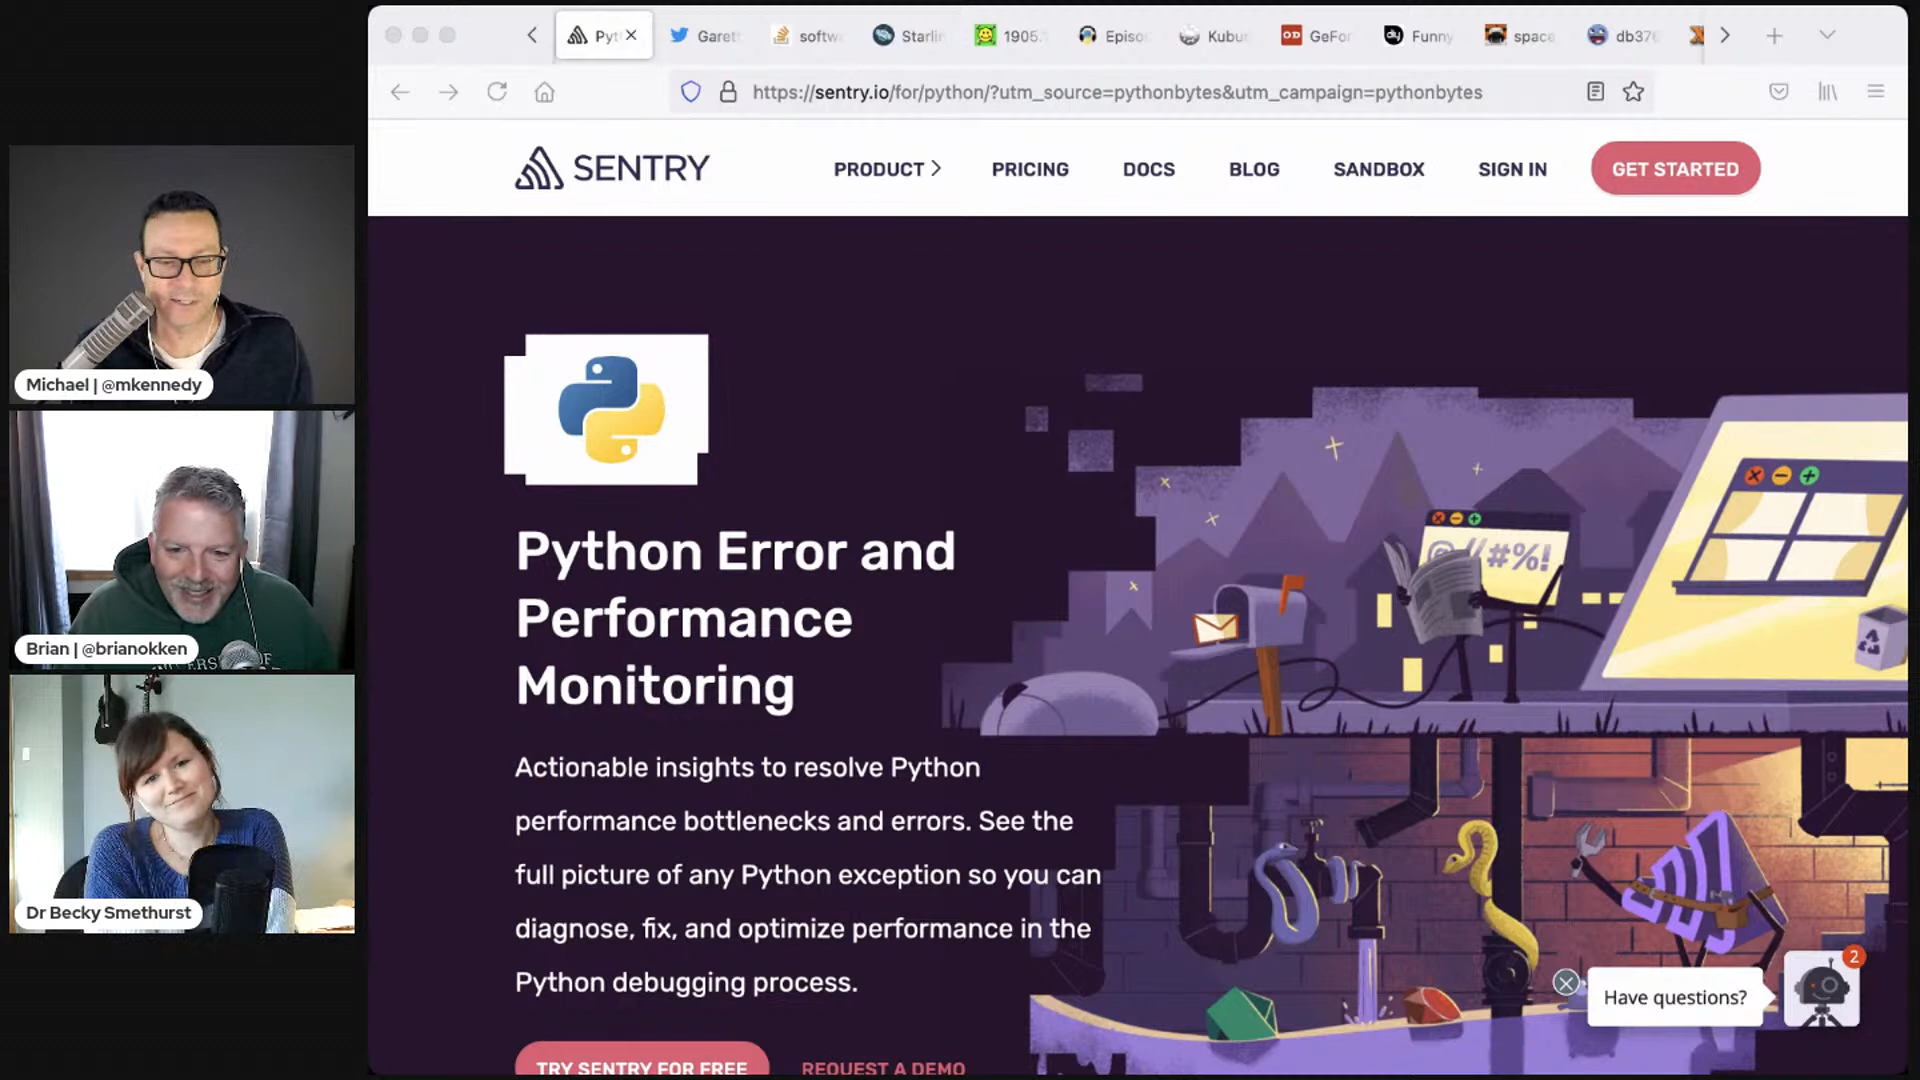 Pyt
Garet
softw
Starlin
1905.
Episo
Kubu
OD
GeFor
dy
Funny
space
db376
https://sentry.io/for/python/?utm_source=pythonbytes&utm_campaign=pythonbytes
SENTRY
PRODUCT
PRICING
DOCS
BLOG
SANDBOX
SIGN IN
GET STARTED
Michael | @mkennedy
Brian | @brianokken
Dr Becky Smethurst
Python Error and
Performance
Monitoring
Actionable insights to resolve Python
performance bottlenecks and errors. See the
full picture of any Python exception so you can
diagnose, fix, and optimize performance in the
Python debugging process.
TRY SENTRY FOR FREE
REQUEST A DEMO
@//#%!
Have questions?
2